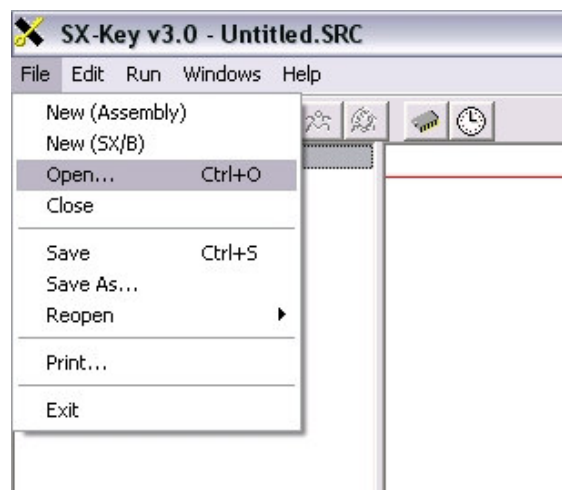 SX-Key v3.0 - Untitled.SRC
File Edit Run Windows Help
New (Assembly)
New (SX/B)
Open... Ctrl+O
Close
Save Ctrl+S
Save As...
Reopen
Print...
Exit